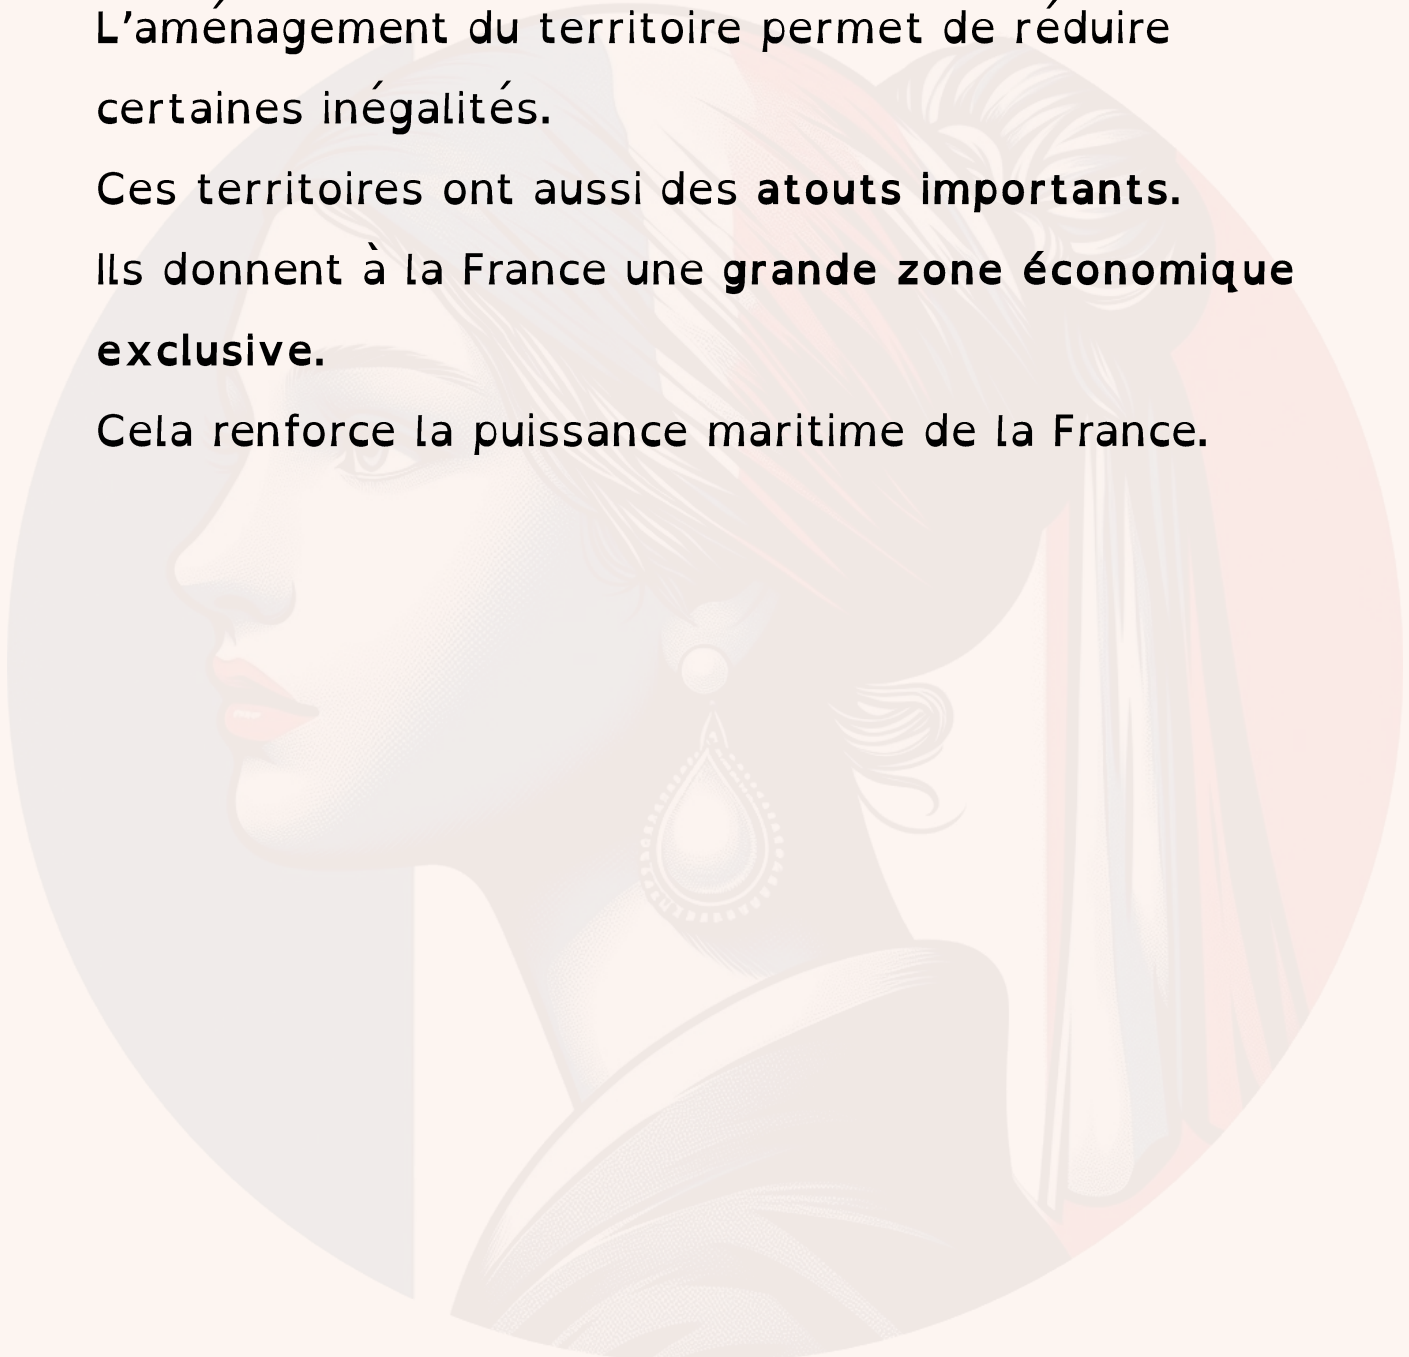 L'aménagement du territoire permet de réduire
certaines inégalités.
Ces territoires ont aussi des atouts importants.
Ils donnent à la France une grande zone économique
exclusive.
Cela renforce la puissance maritime de la France.